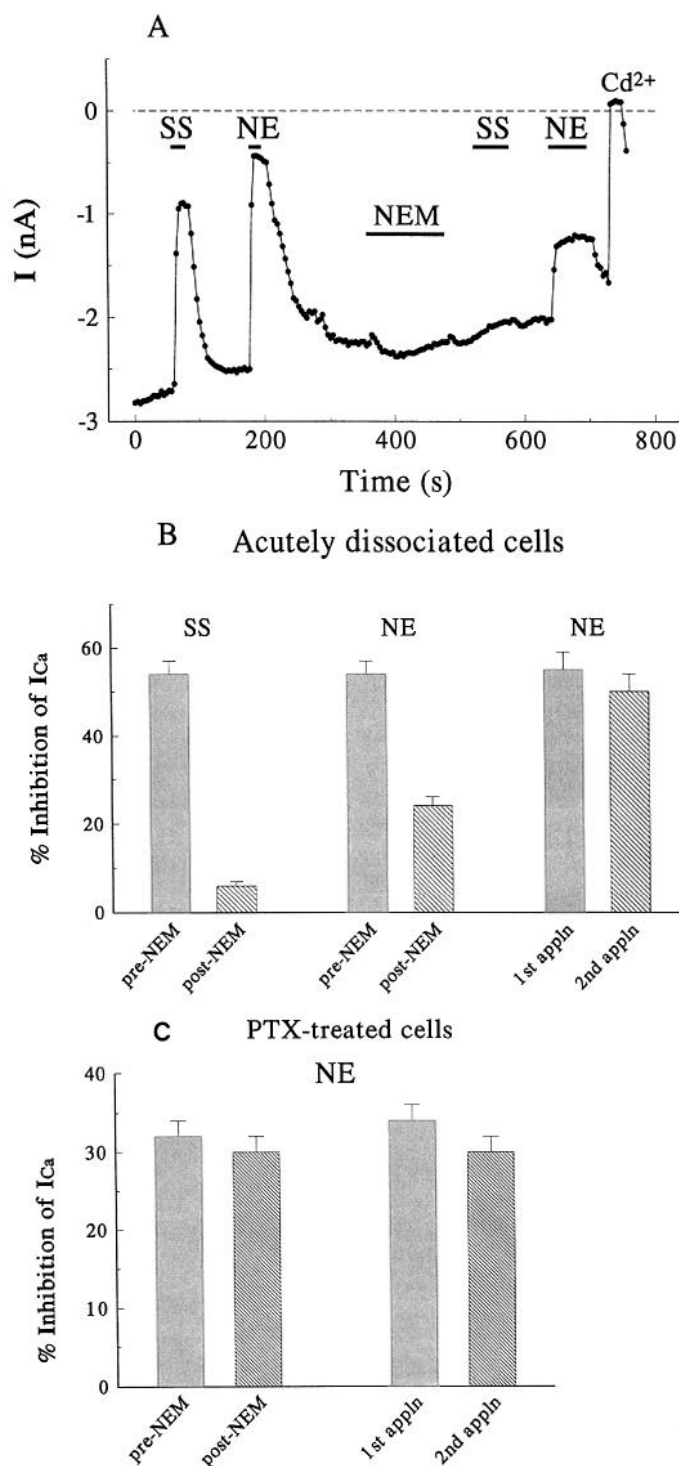 A
Cd2+
0
SS NE SS NE
NEM
-1
-2
-3
I (nA)
0 200 400 600 800
Time (s)
B Acutely dissociated cells
SS NE NE
60
40
20
0
% Inhibition of ICa
pre-NEM post-NEM pre-NEM post-NEM 1st appln 2nd appln
C PTX-treated cells
NE
40
30
20
10
0
% Inhibition of ICa
pre-NEM post-NEM 1st appln 2nd appln